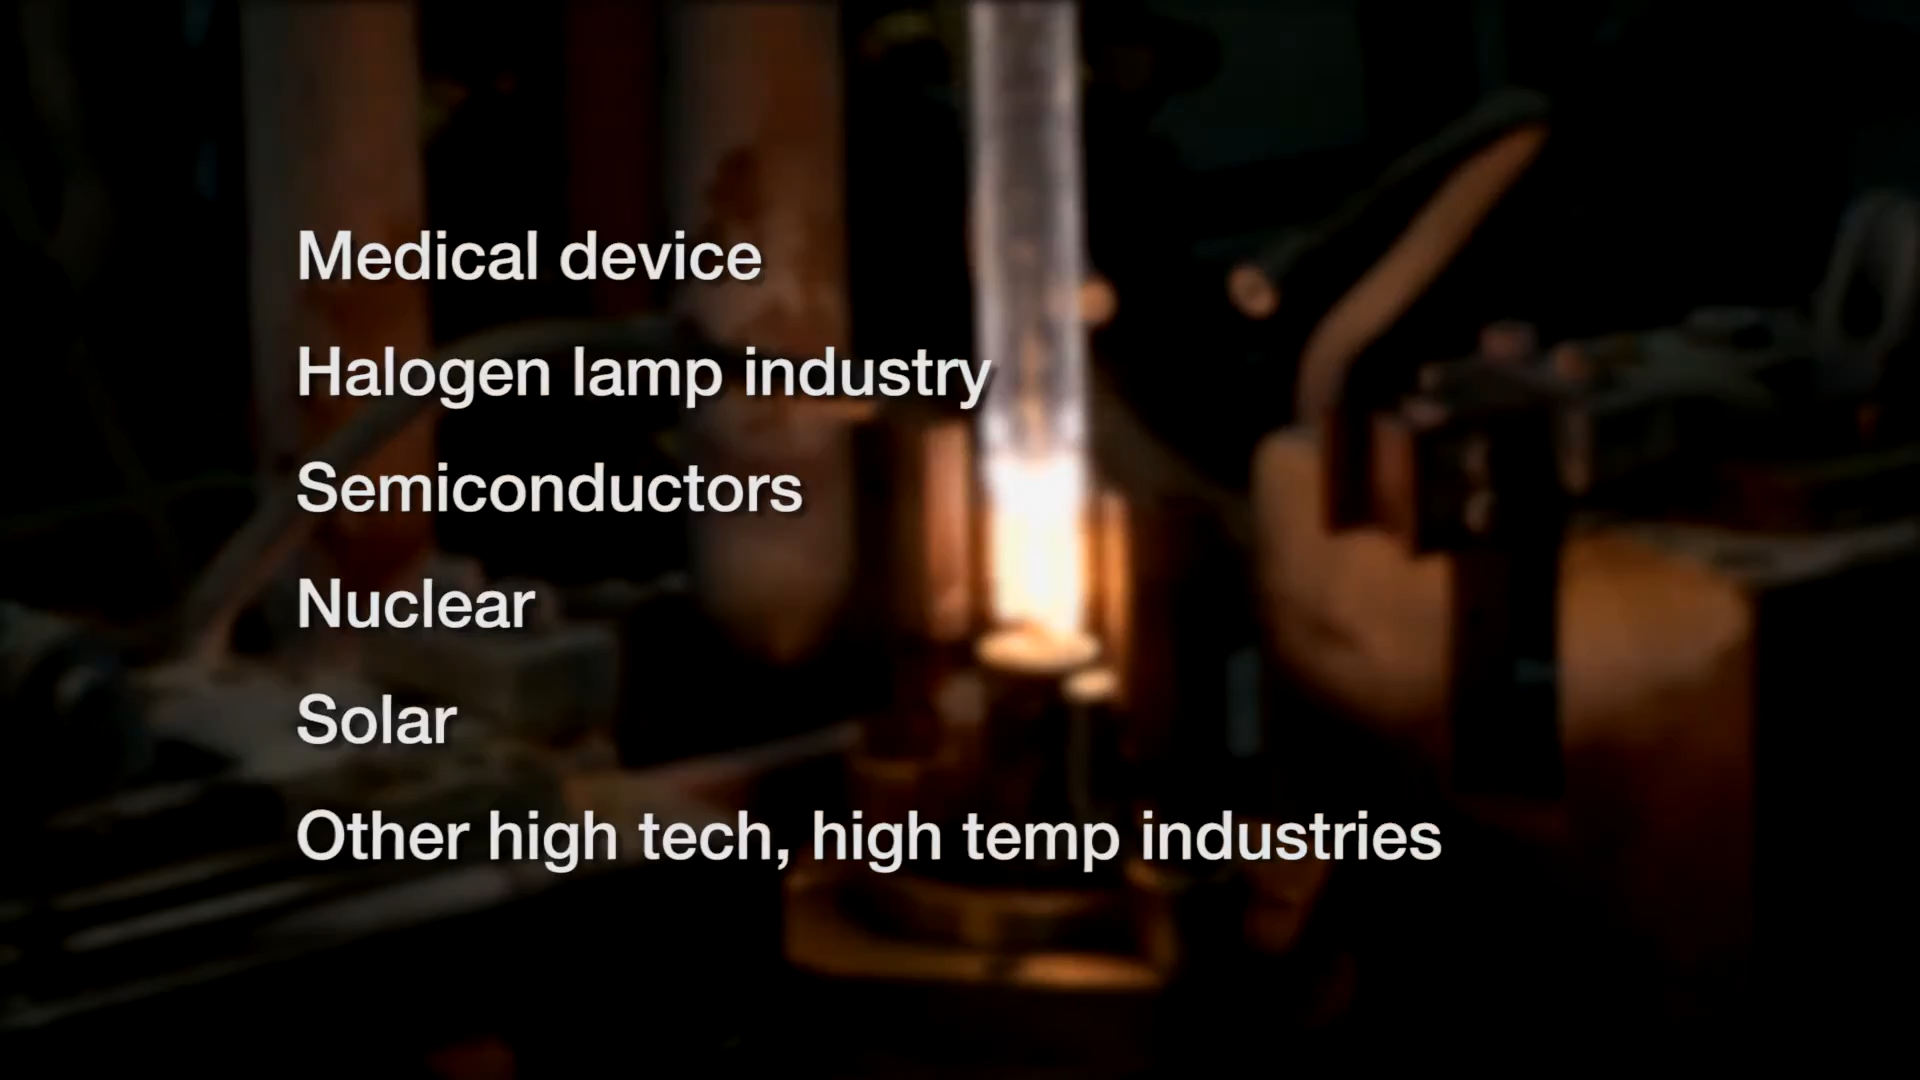 Medical device
Halogen lamp industry
Semiconductors
Nuclear
Solar
Other high tech, high temp industries